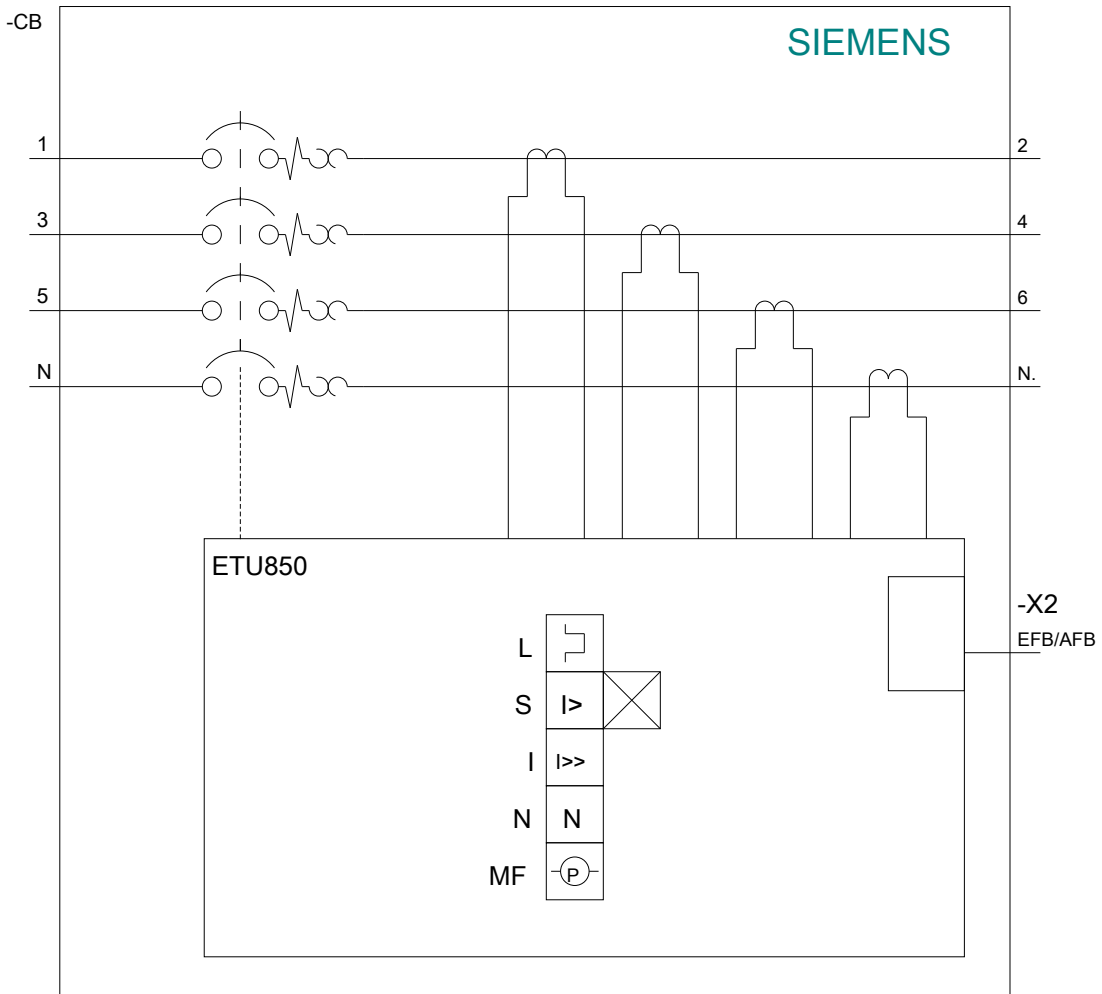 -CB
SIEMENS
1
2
3
4
5
6
N
N.
ETU850
-X2
EFB/AFB
L
S I>
I I>>
N N
MF P